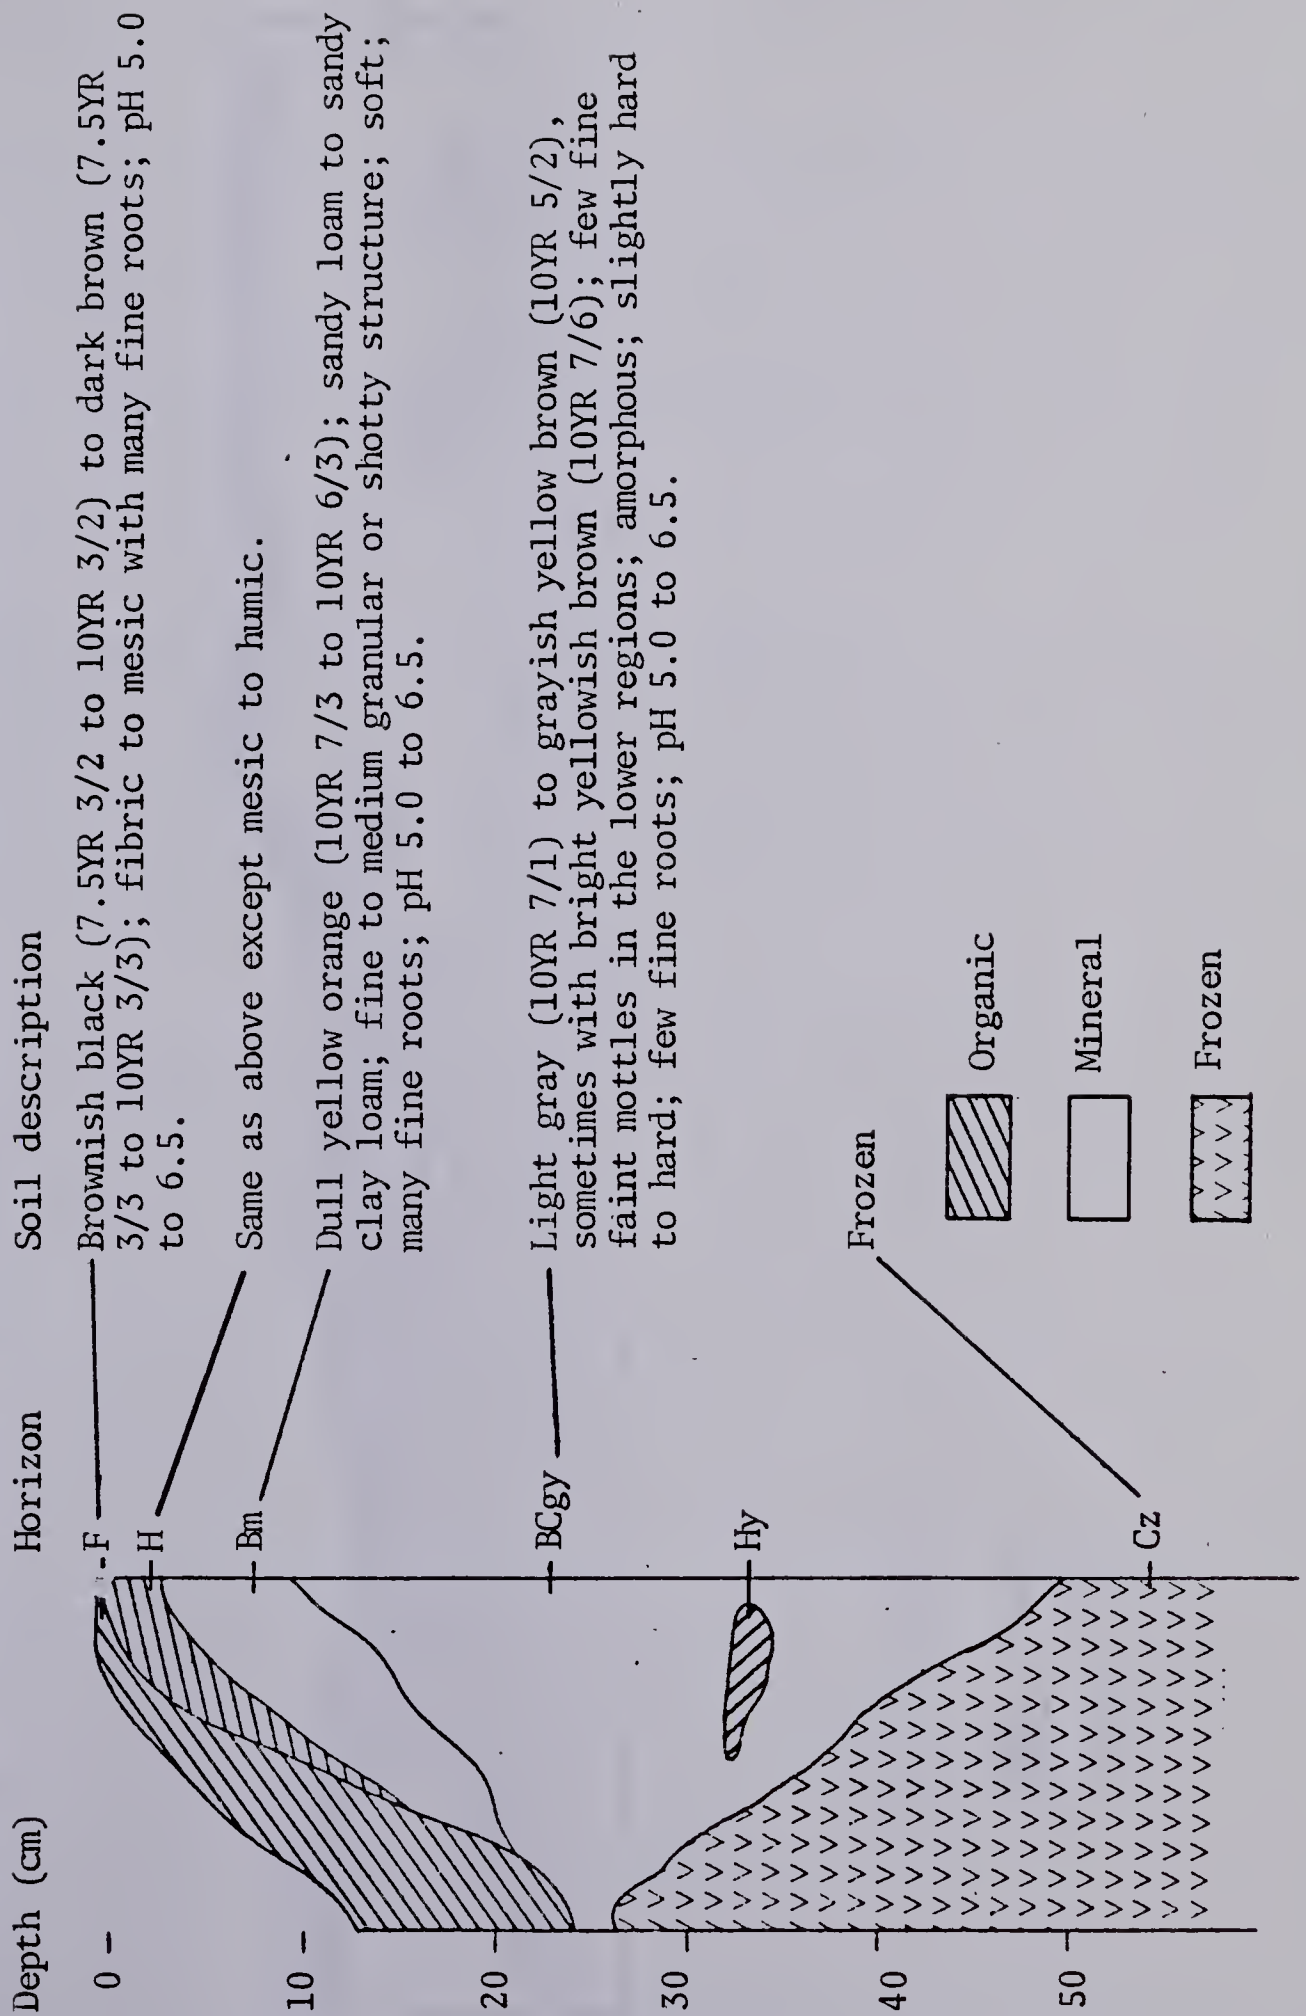 Depth (cm)
Horizon
Soil description
0
10
20
30
40
50
F
H
Bm
BCgy
Hy
Cz
Brownish black (7.5YR 3/2 to 10YR 3/2) to dark brown (7.5YR
3/3 to 10YR 3/3); fibric to mesic with many fine roots; pH 5.0
to 6.5.
Same as above except mesic to humic.
Dull yellow orange (10YR 7/3 to 10YR 6/3); sandy loam to sandy
clay loam; fine to medium granular or shotty structure; soft;
many fine roots; pH 5.0 to 6.5.
Light gray (10YR 7/1) to grayish yellow brown (10YR 5/2),
sometimes with bright yellowish brown (10YR 7/6); few fine
faint mottles in the lower regions; amorphous; slightly hard
to hard; few fine roots; pH 5.0 to 6.5.
Frozen
Organic
Mineral
Frozen